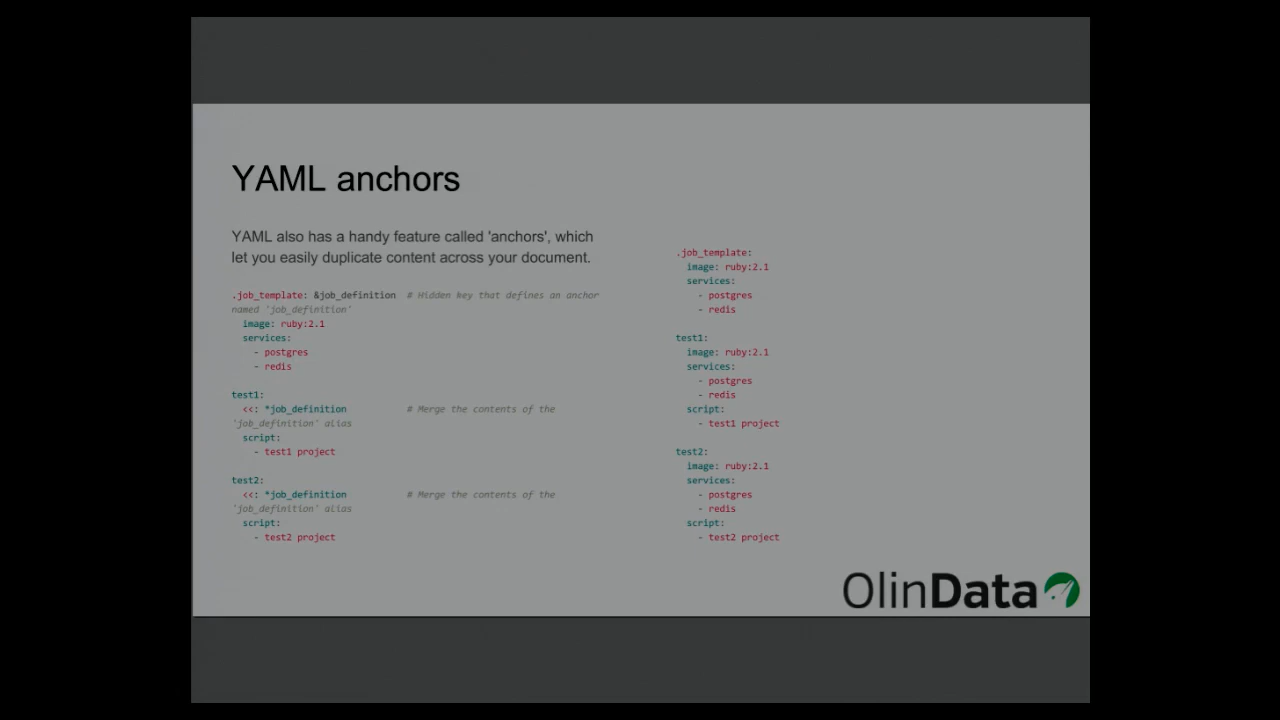 YAML anchors
YAML also has a handy feature called 'anchors', which
let you easily duplicate content across your document.
.job_template: &job_definition  # Hidden key that defines an anchor
named 'job_definition'
  image: ruby:2.1
  services:
    - postgres
    - redis
test1:
  <<: *job_definition           # Merge the contents of the
'job_definition' alias
  script:
    - test1 project
test2:
  <<: *job_definition           # Merge the contents of the
'job_definition' alias
  script:
    - test2 project
.job_template:
  image: ruby:2.1
  services:
    - postgres
    - redis
test1:
  image: ruby:2.1
  services:
    - postgres
    - redis
  script:
    - test1 project
test2:
  image: ruby:2.1
  services:
    - postgres
    - redis
  script:
    - test2 project
OlinData